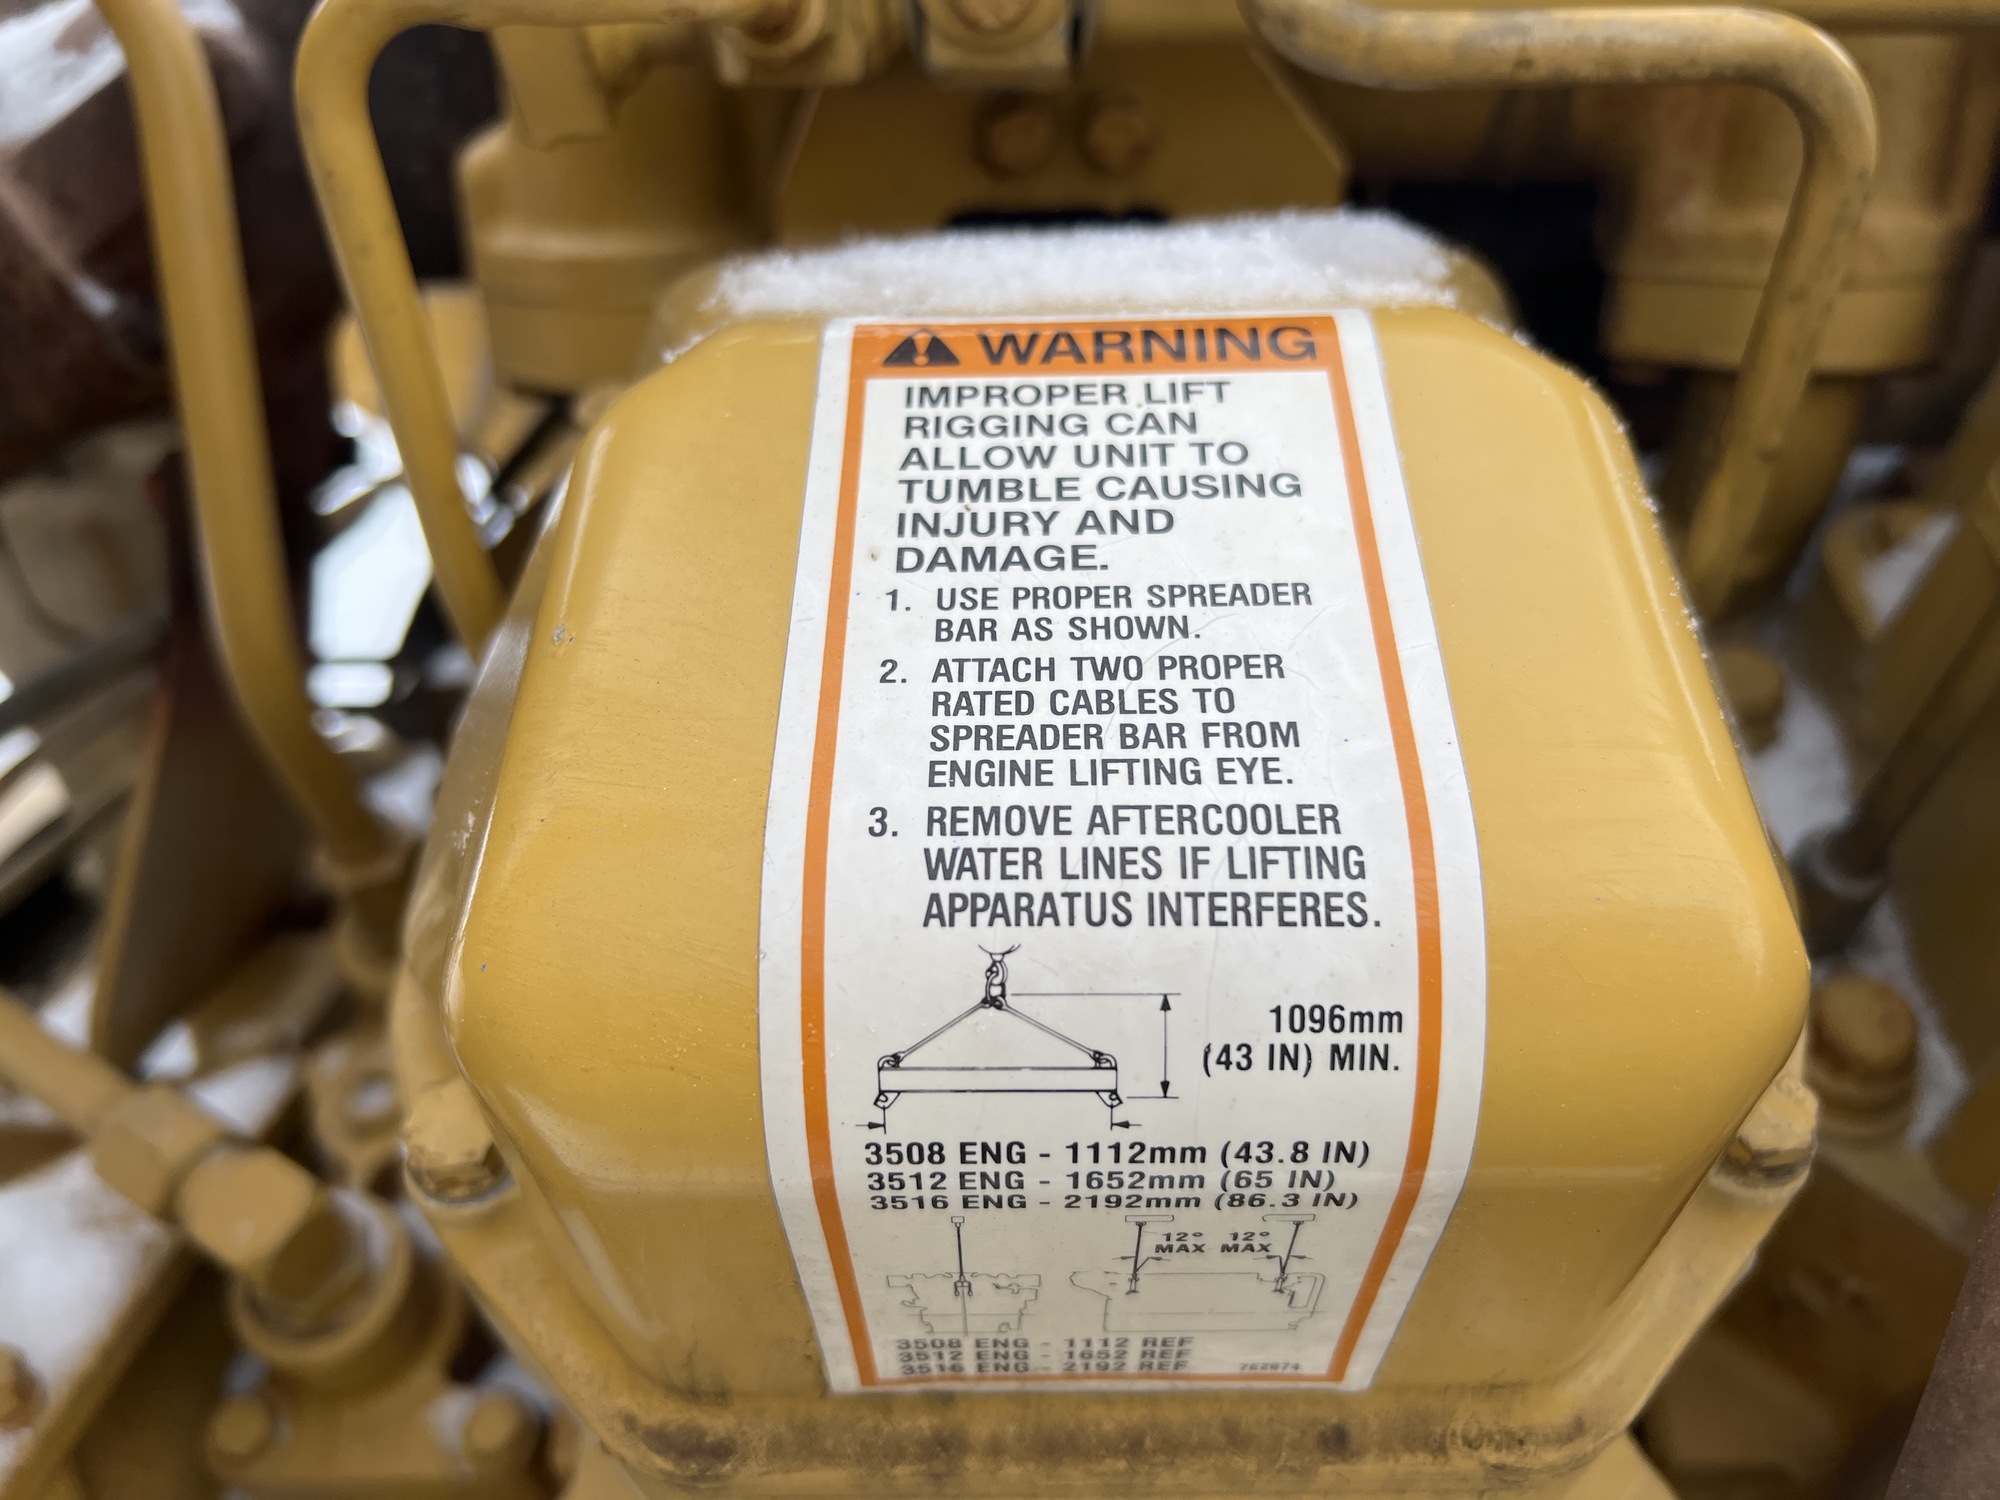 WARNING
IMPROPER LIFT
RIGGING CAN
ALLOW UNIT TO
TUMBLE CAUSING
INJURY AND
DAMAGE.
1. USE PROPER SPREADER
BAR AS SHOWN.
2. ATTACH TWO PROPER
RATED CABLES TO
SPREADER BAR FROM
ENGINE LIFTING EYE.
3. REMOVE AFTERCOOLER
WATER LINES IF LIFTING
APPARATUS INTERFERES.
1096mm
(43 IN) MIN.
3508 ENG - 1112mm (43.8 IN)
3512 ENG - 1652mm (65 IN)
3516 ENG - 2192mm (86.3 IN)
12° 12°
MAX MAX
3508 ENG - 1112 REF
3512 ENG - 1652 REF
3516 ENG - 2192 REF